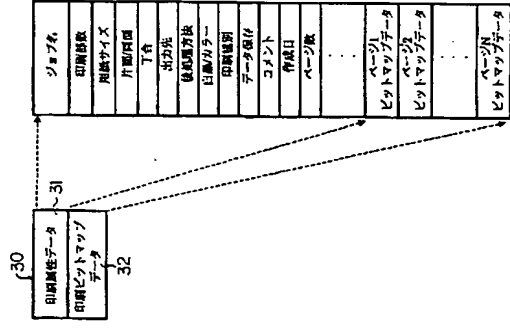 30
印刷属性データ
31
印刷ビットマップ
データ
32
ジョブ名
印刷部数
用紙サイズ
片面/両面
丁合
出力先
後処理方法
白黒/カラー
印刷種別
データ保存
コメント
作成日
ページ数
ページ1
ビットマップデータ
ページ2
ビットマップデータ
ページN
ビットマップデータ